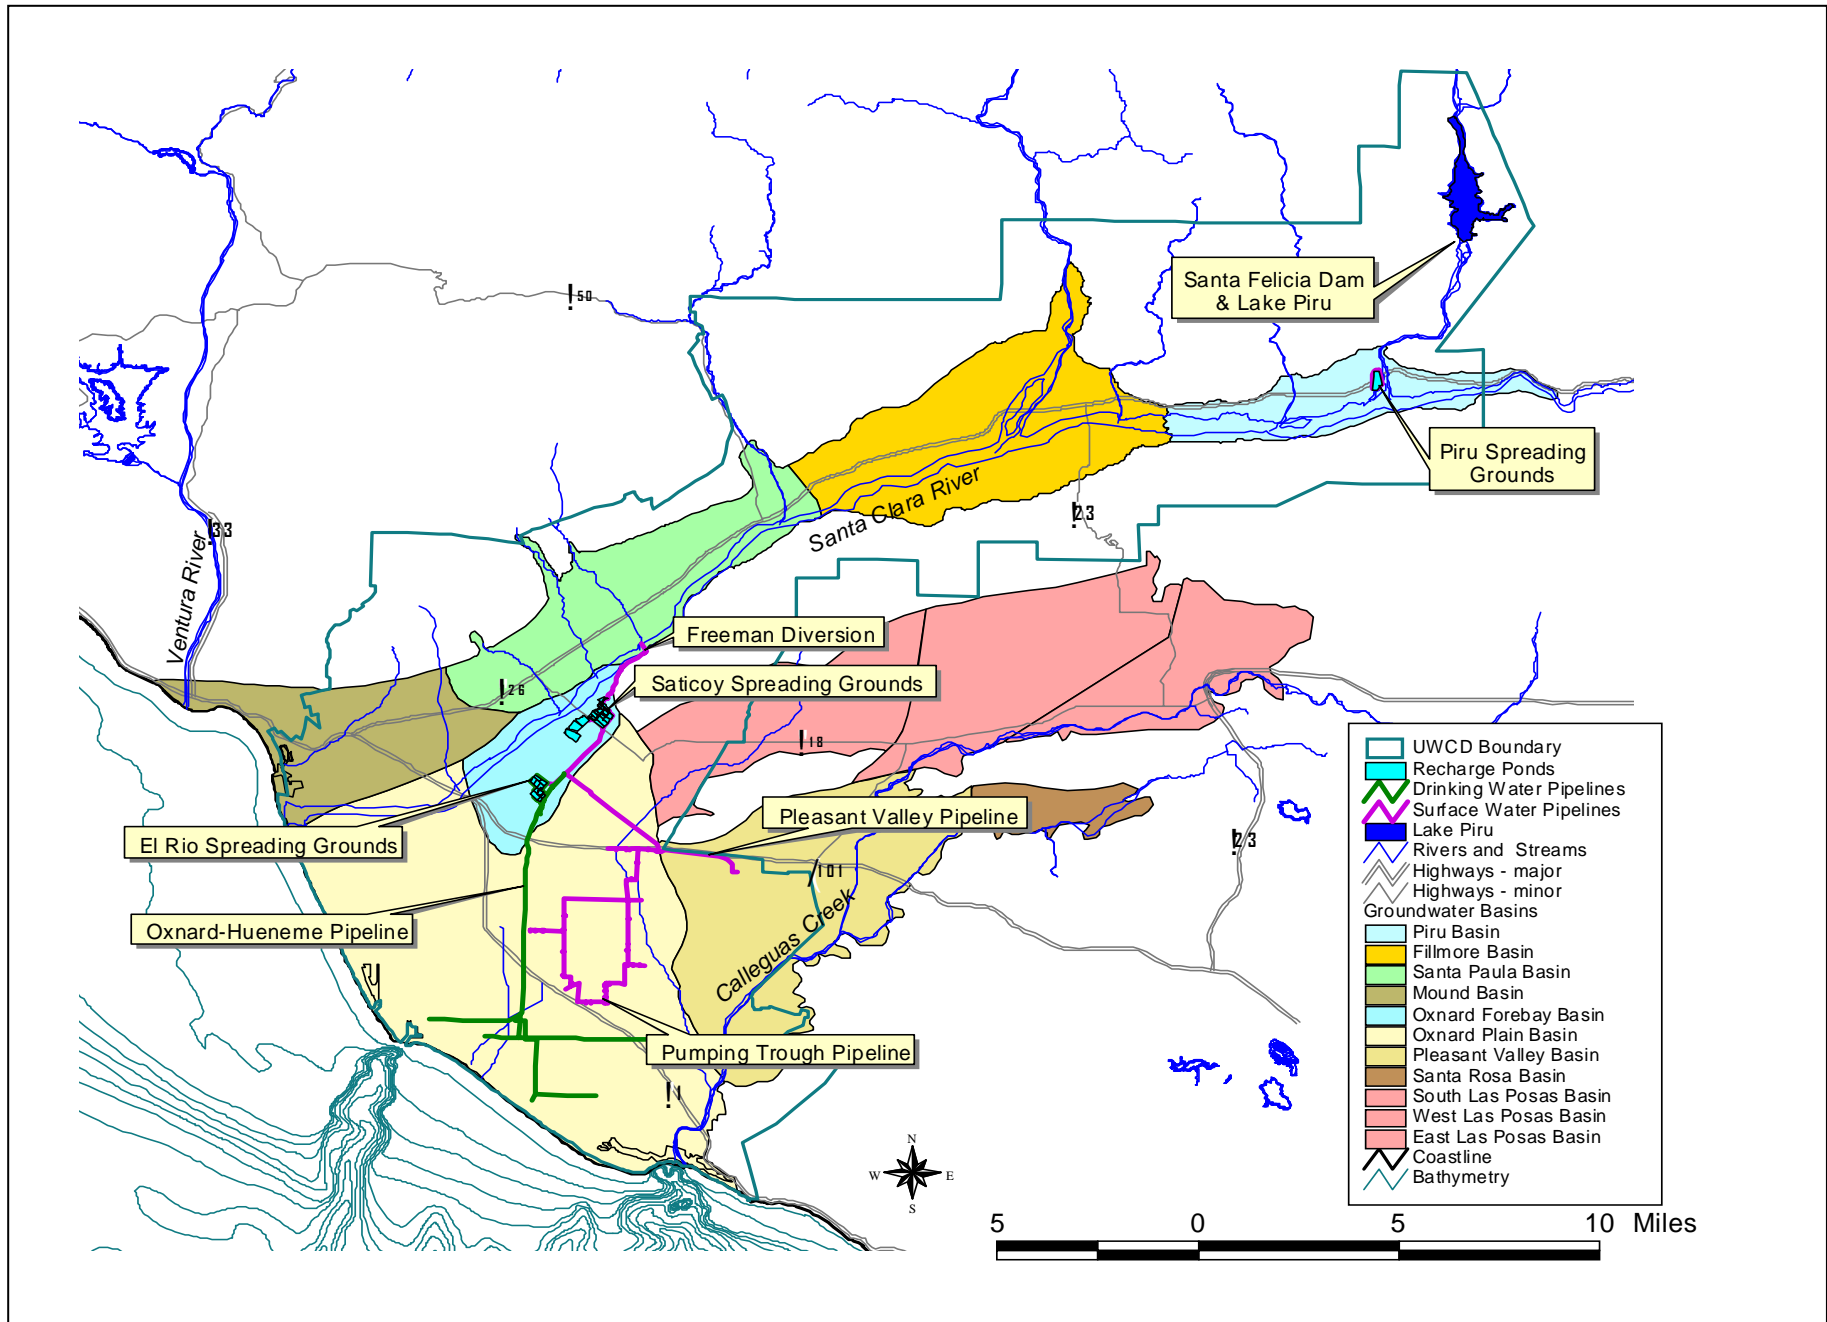 50
Santa Felicia Dam
& Lake Piru
Piru Spreading
Grounds
Santa Clara River
23
33
Ventura River
Freeman Diversion
Saticoy Spreading Grounds
26
18
Pleasant Valley Pipeline
El Rio Spreading Grounds
101
23
Oxnard-Hueneme Pipeline
Calleguas Creek
Pumping Trough Pipeline
1
UWCD Boundary
Recharge Ponds
Drinking Water Pipelines
Surface Water Pipelines
Lake Piru
Rivers and Streams
Highways - major
Highways - minor
Groundwater Basins
Piru Basin
Fillmore Basin
Santa Paula Basin
Mound Basin
Oxnard Forebay Basin
Oxnard Plain Basin
Pleasant Valley Basin
Santa Rosa Basin
South Las Posas Basin
West Las Posas Basin
East Las Posas Basin
Coastline
Bathymetry
N
W E
S
5 0 5 10 Miles